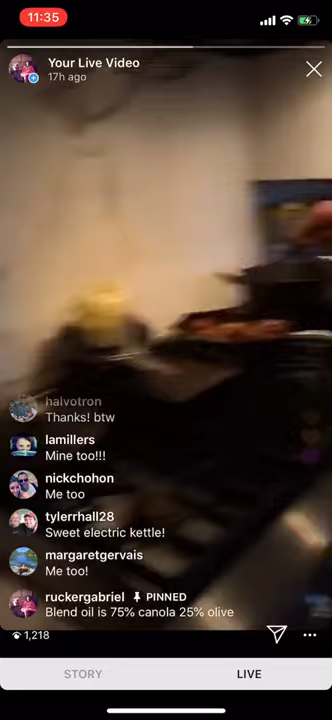 11:35
Your Live Video
17h ago
halvotron
Thanks! btw
lamillers
Mine too!!!
nickchohon
Me too
tylerrhall28
Sweet electric kettle!
margaretgervais
Me too!
ruckergabriel PINNED
Blend oil is 75% canola 25% olive
1,218
STORY LIVE